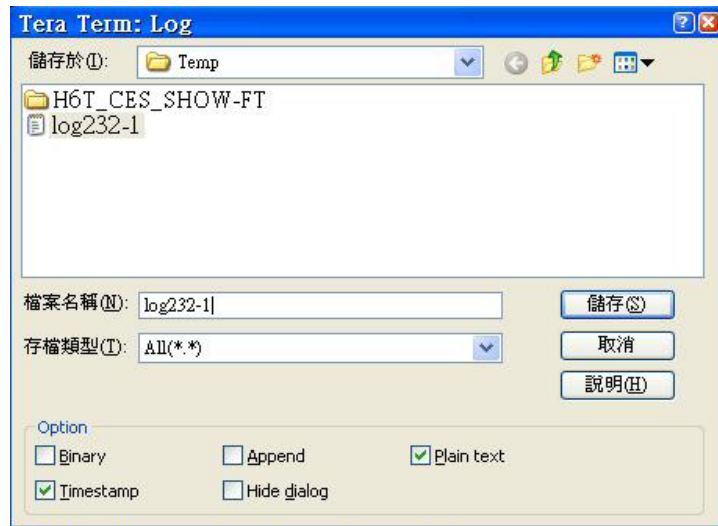 Tera Term: Log
儲存於(I): Temp
H6T_CES_SHOW-FT
log232-1
檔案名稱(N): log232-1 儲存(S)
存檔類型(T): All(*.*) 取消
說明(H)
Option
Binary Append Plain text
Timestamp Hide dialog